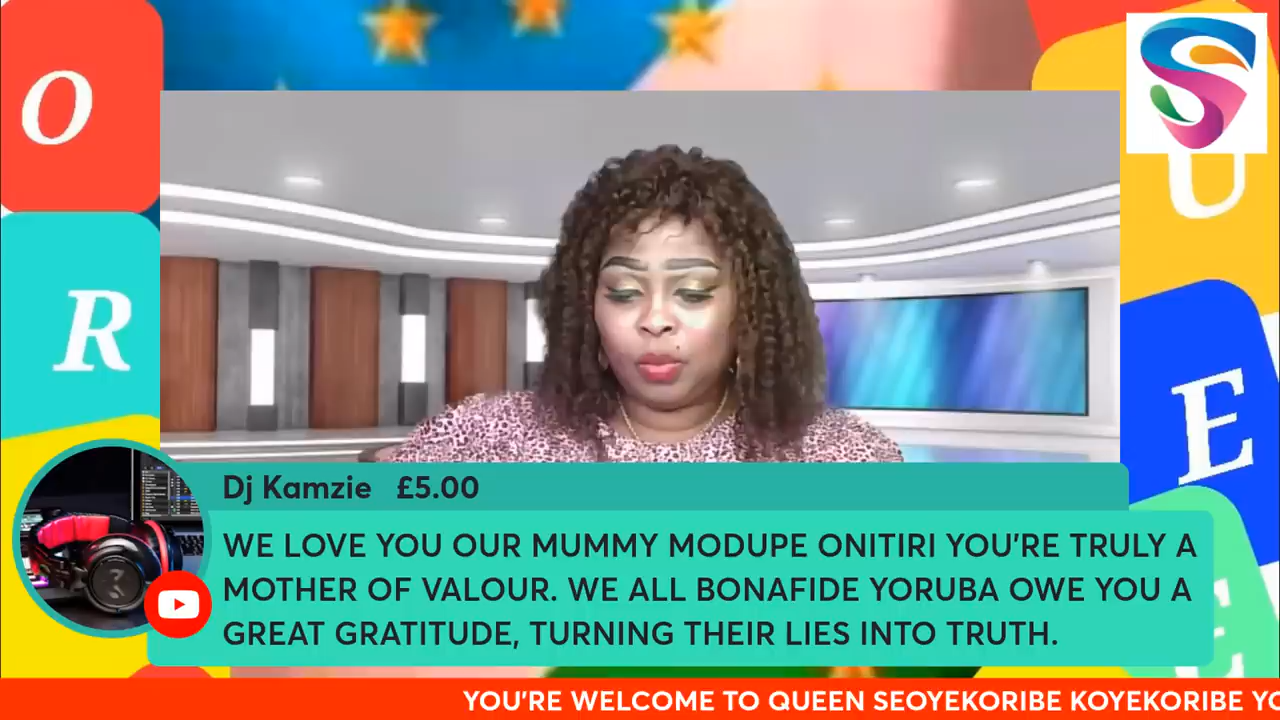 O
R
U
E
E
Dj Kamzie £5.00
WE LOVE YOU OUR MUMMY MODUPE ONITIRI YOU'RE TRULY A
MOTHER OF VALOUR. WE ALL BONAFIDE YORUBA OWE YOU A
GREAT GRATITUDE, TURNING THEIR LIES INTO TRUTH.
YOU'RE WELCOME TO QUEEN SEOYEKORIBE KOYEKORIBE YO